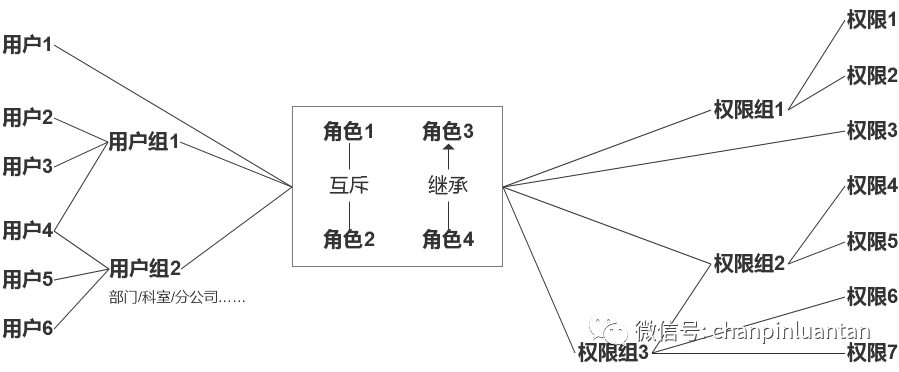 用户1
用户2
用户3
用户4
用户5
用户6
用户组1
用户组2
部门/科室/分公司……
角色1
互斥
角色2
角色3
继承
角色4
权限组1
权限组2
权限组3
权限1
权限2
权限3
权限4
权限5
权限6
权限7
微信号: chanpinluantan